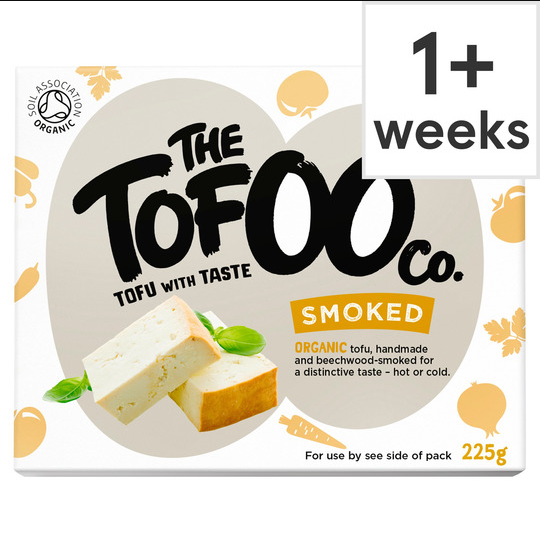 1+
weeks
SOIL ASSOCIATION
ORGANIC
THE
TOFOO
Co.
TOFU WITH TASTE
SMOKED
ORGANIC tofu, handmade
and beechwood-smoked for
a distinctive taste – hot or cold.
For use by see side of pack
225g